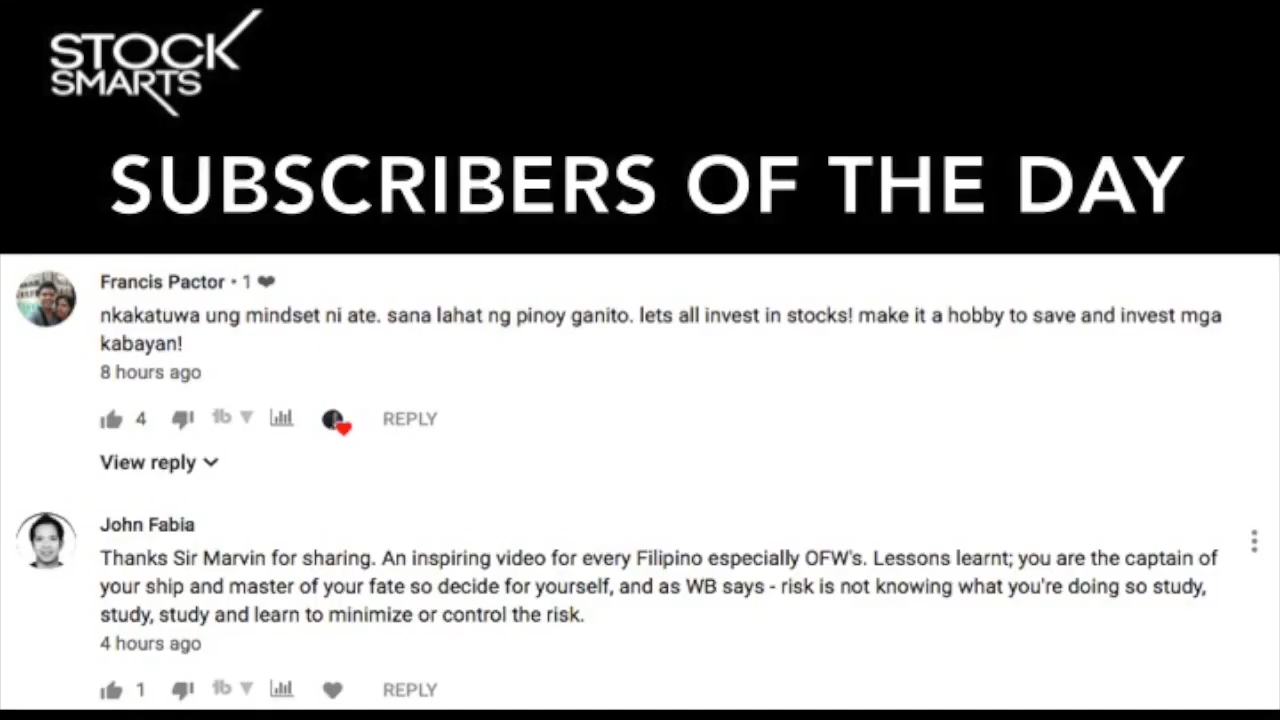 STOCK
SMARTS
SUBSCRIBERS OF THE DAY
Francis Pactor • 1 ❤
nkakatuwa ung mindset ni ate. sana lahat ng pinoy ganito. lets all invest in stocks! make it a hobby to save and invest mga
kabayan!
8 hours ago
4 REPLY
View reply
John Fabia
Thanks Sir Marvin for sharing. An inspiring video for every Filipino especially OFW's. Lessons learnt; you are the captain of
your ship and master of your fate so decide for yourself, and as WB says - risk is not knowing what you're doing so study,
study, study and learn to minimize or control the risk.
4 hours ago
1 REPLY